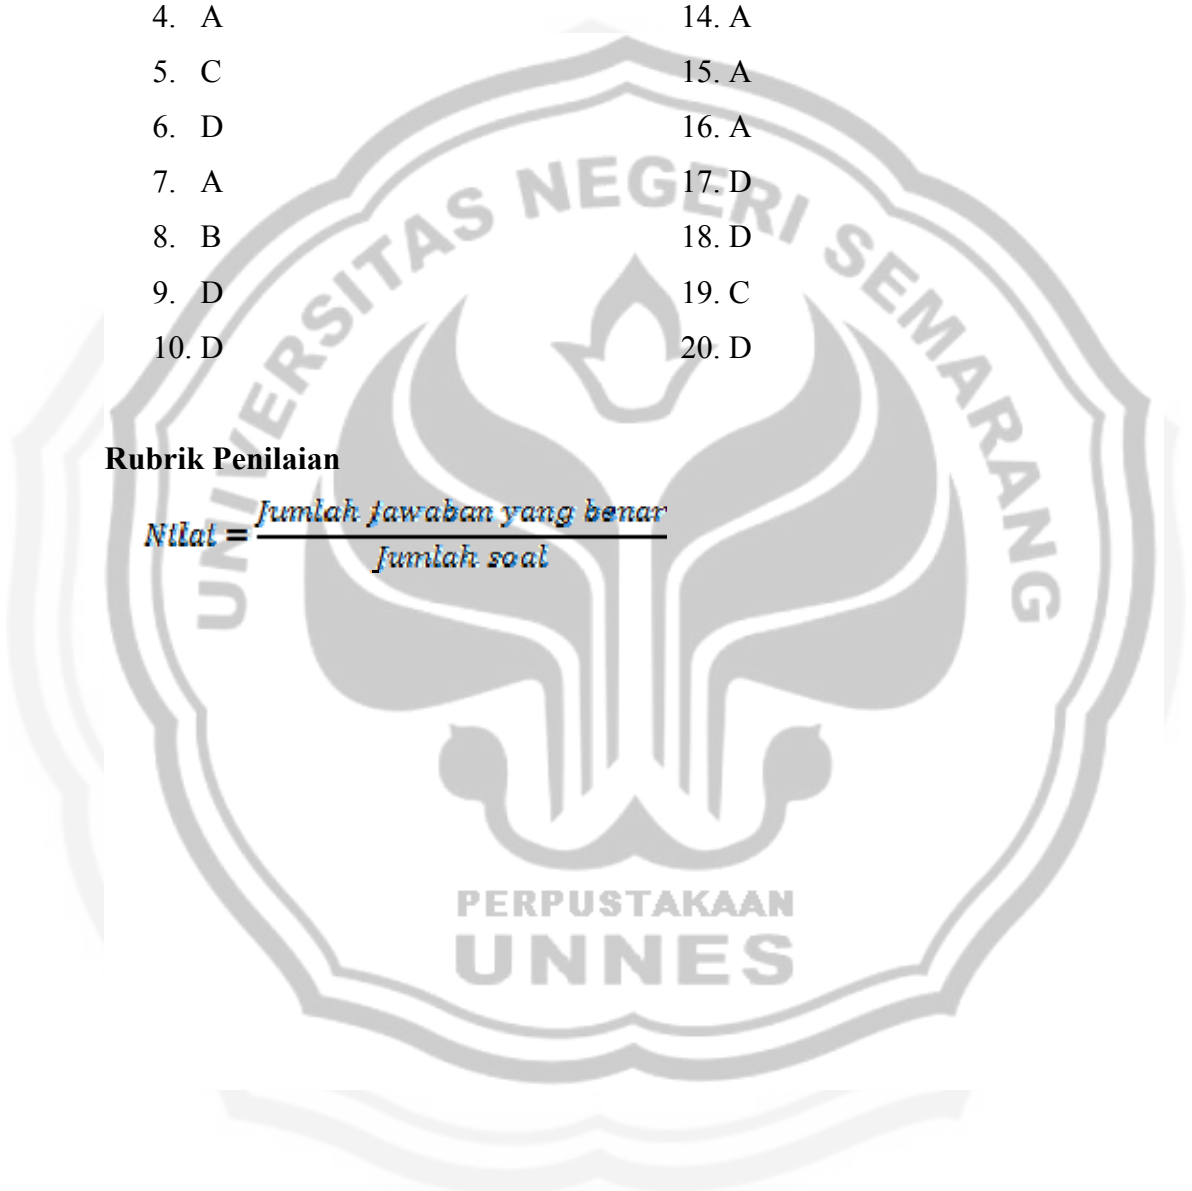 4. A
5. C
6. D
7. A
8. B
9. D
10. D
14. A
15. A
16. A
17. D
18. D
19. C
20. D
Rubrik Penilaian
Nilai = Jumlah jawaban yang benar
Jumlah soal
UNIVERSITAS NEGERI SEMARANG
PERPUSTAKAAN
UNNES